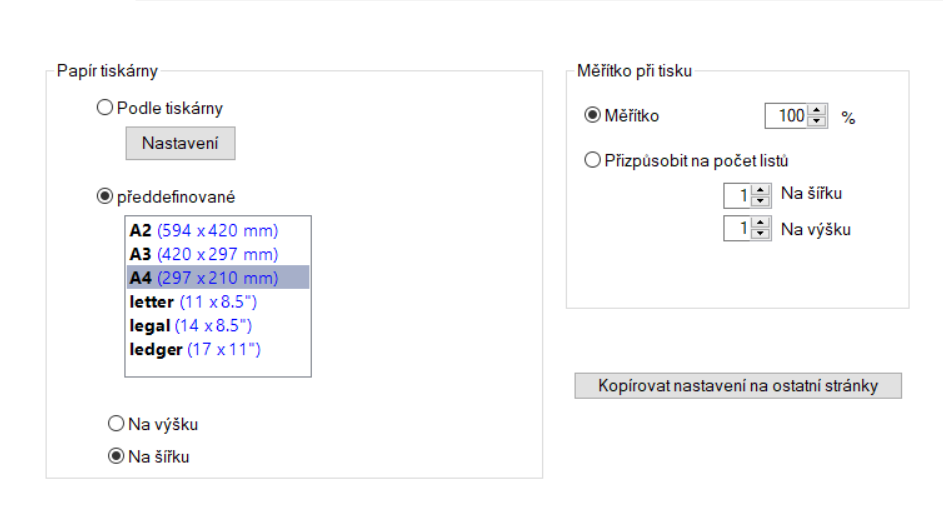 Papír tiskárny
Podle tiskárny
Nastavení
předdefinované
A2 (594 x 420 mm)
A3 (420 x 297 mm)
A4 (297 x 210 mm)
letter (11 x 8.5")
legal (14 x 8.5")
ledger (17 x 11")
Na výšku
Na šířku
Měřítko při tisku
Měřítko 100 %
Přizpůsobit na počet listů
1 Na šířku
1 Na výšku
Kopírovat nastavení na ostatní stránky